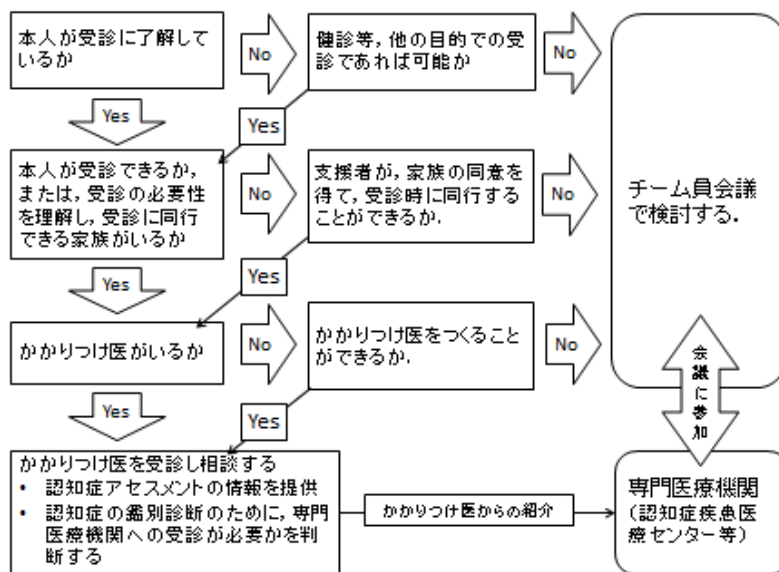 本人が受診に了解して
いるか
No
健診等，他の目的での受
診であれば可能か
No
Yes
Yes
本人が受診できるか，
または，受診の必要性
を理解し，受診に同行
できる家族がいるか
No
支援者が，家族の同意を
得て，受診時に同行する
ことができるか．
No
チーム員会議
で検討する．
Yes
Yes
かかりつけ医がいるか
No
かかりつけ医をつくること
ができるか．
No
会議に参加
Yes
Yes
かかりつけ医を受診し相談する
• 認知症アセスメントの情報を提供
• 認知症の鑑別診断のために，専門
医療機関への受診が必要かを判
断する
かかりつけ医からの紹介
専門医療機関
（認知症疾患医
療センター等）